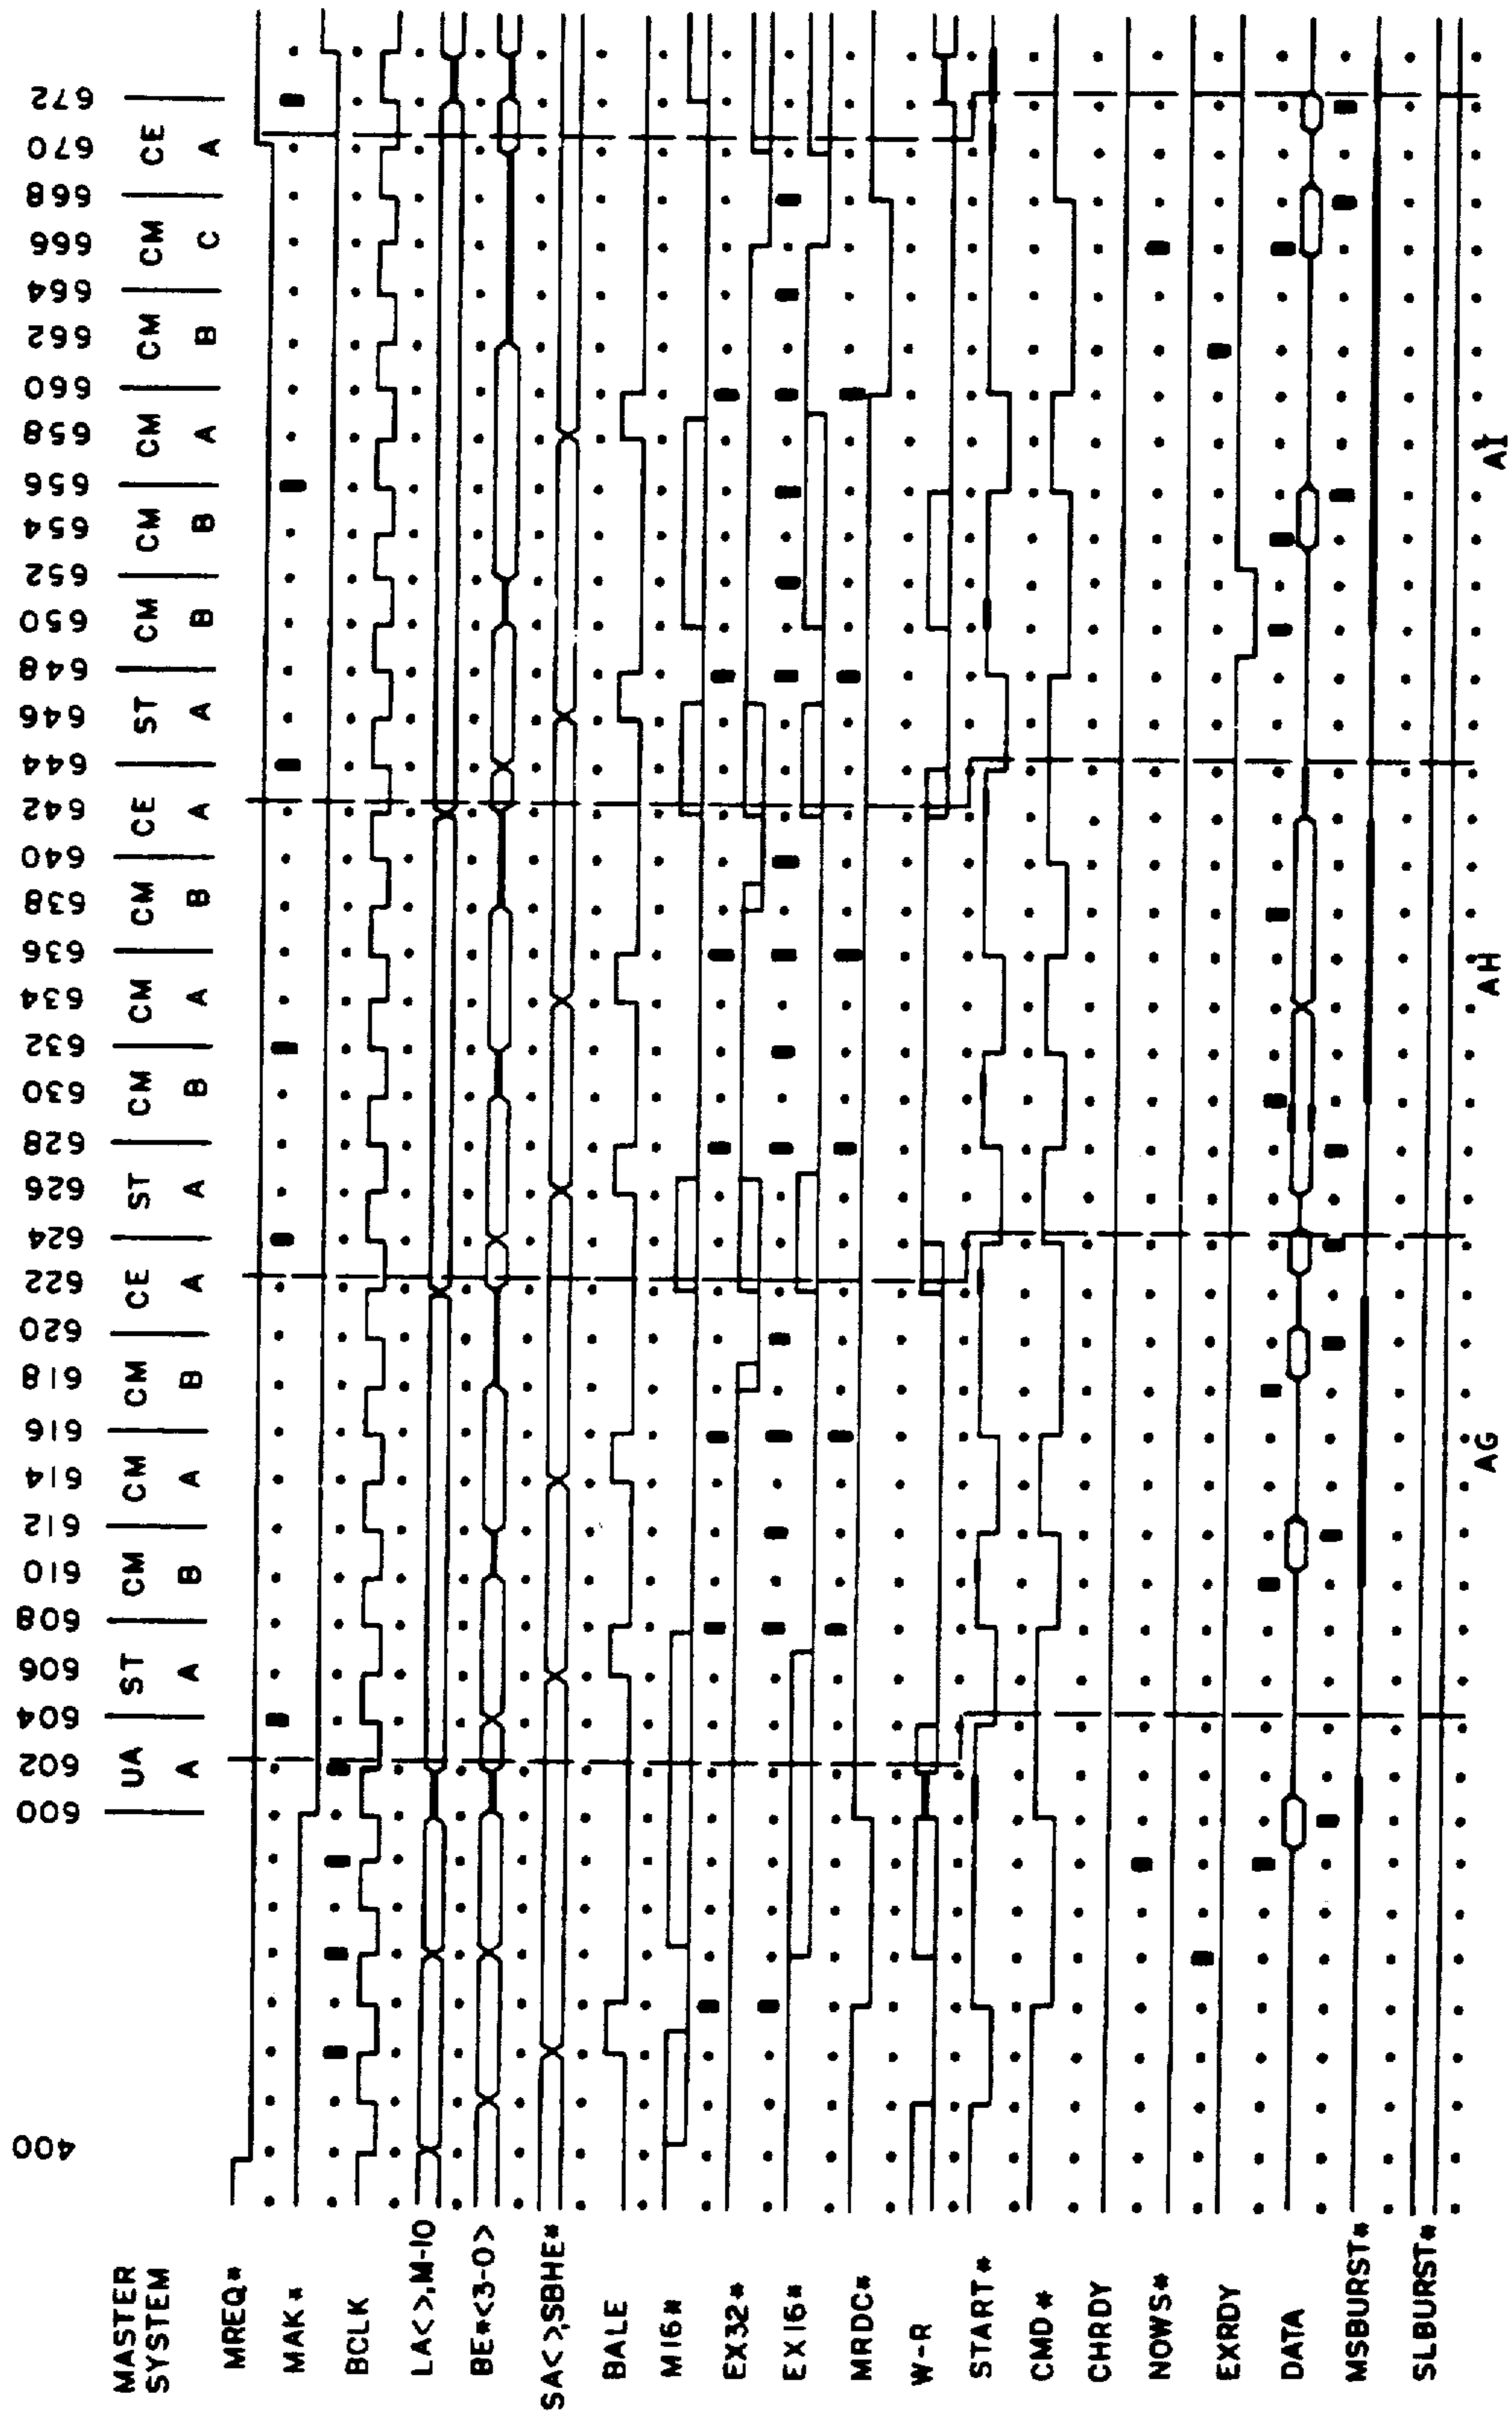 400 600 602 604 606 608 610 612 614 616 618 620 622 624 626 628 630 632 634 636 638 640 642 644 646 648 650 652 654 656 658 660 662 664 666 668 670 672
MASTER UA ST CM CM CM CE ST CM CM CM CE ST CM CM CM CM CM CE
SYSTEM A A B A B A A B A B A A B B A B C A
MREQ*
MAK*
BCLK
LA< >,M-IO
BE*<3-0>
SA< >,SBHE*
BALE
M16*
EX32*
EX16*
MRDC*
W-R
START*
CMD*
CHRDY
NOWS*
EXRDY
DATA
MSBURST*
SLBURST*
AG AH AI